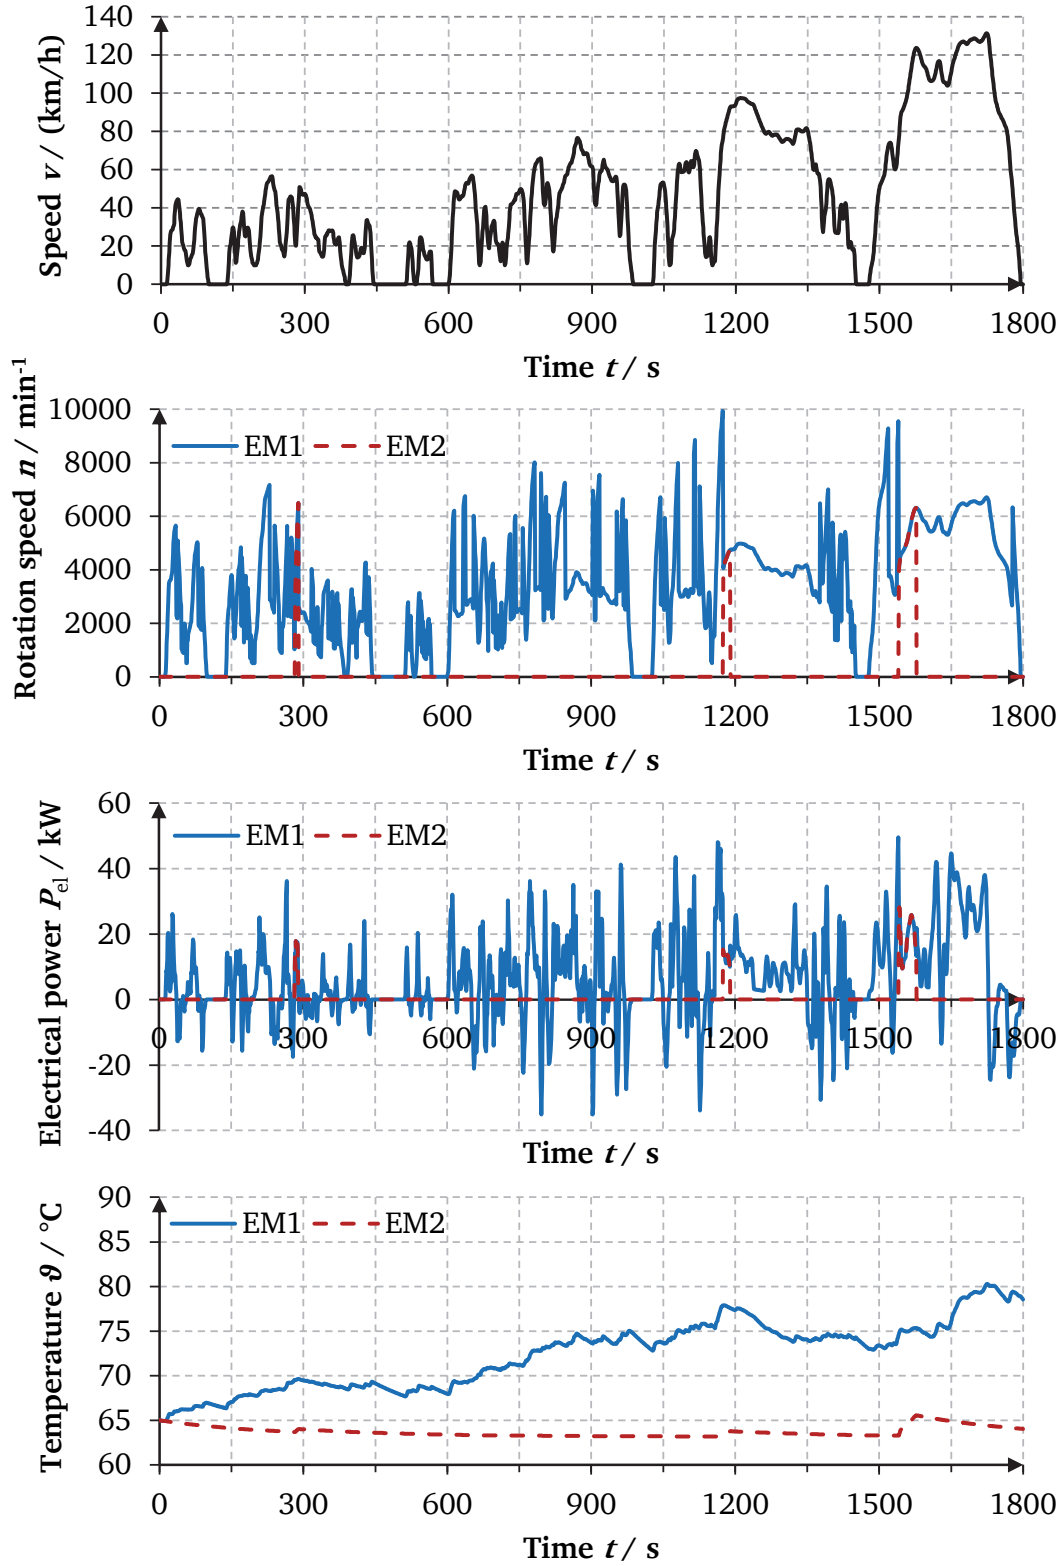 Speed v / (km/h)
140
120
100
80
60
40
20
0
0 300 600 900 1200 1500 1800
Time t / s
Rotation speed n / min⁻¹
10000
8000
6000
4000
2000
0
EM1 EM2
0 300 600 900 1200 1500 1800
Time t / s
Electrical power Pel / kW
60
40
20
0
-20
-40
EM1 EM2
0 300 600 900 1200 1500 1800
Time t / s
Temperature ϑ / °C
90
85
80
75
70
65
60
EM1 EM2
0 300 600 900 1200 1500 1800
Time t / s